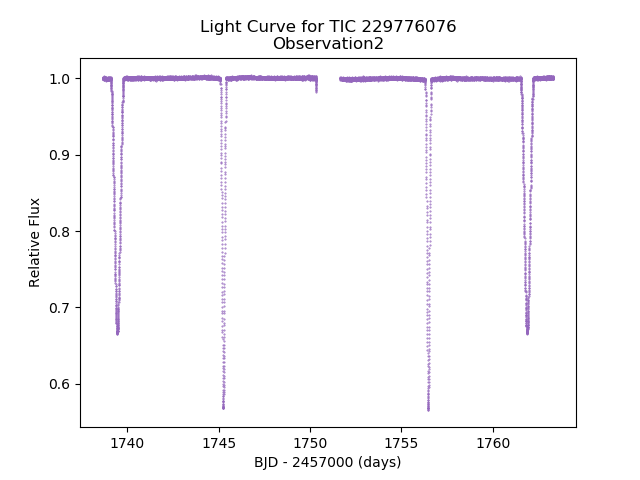 Light Curve for TIC 229776076
Observation2
1.0
0.9
0.8
0.7
0.6
Relative Flux
1740
1745
1750
1755
1760
BJD - 2457000 (days)